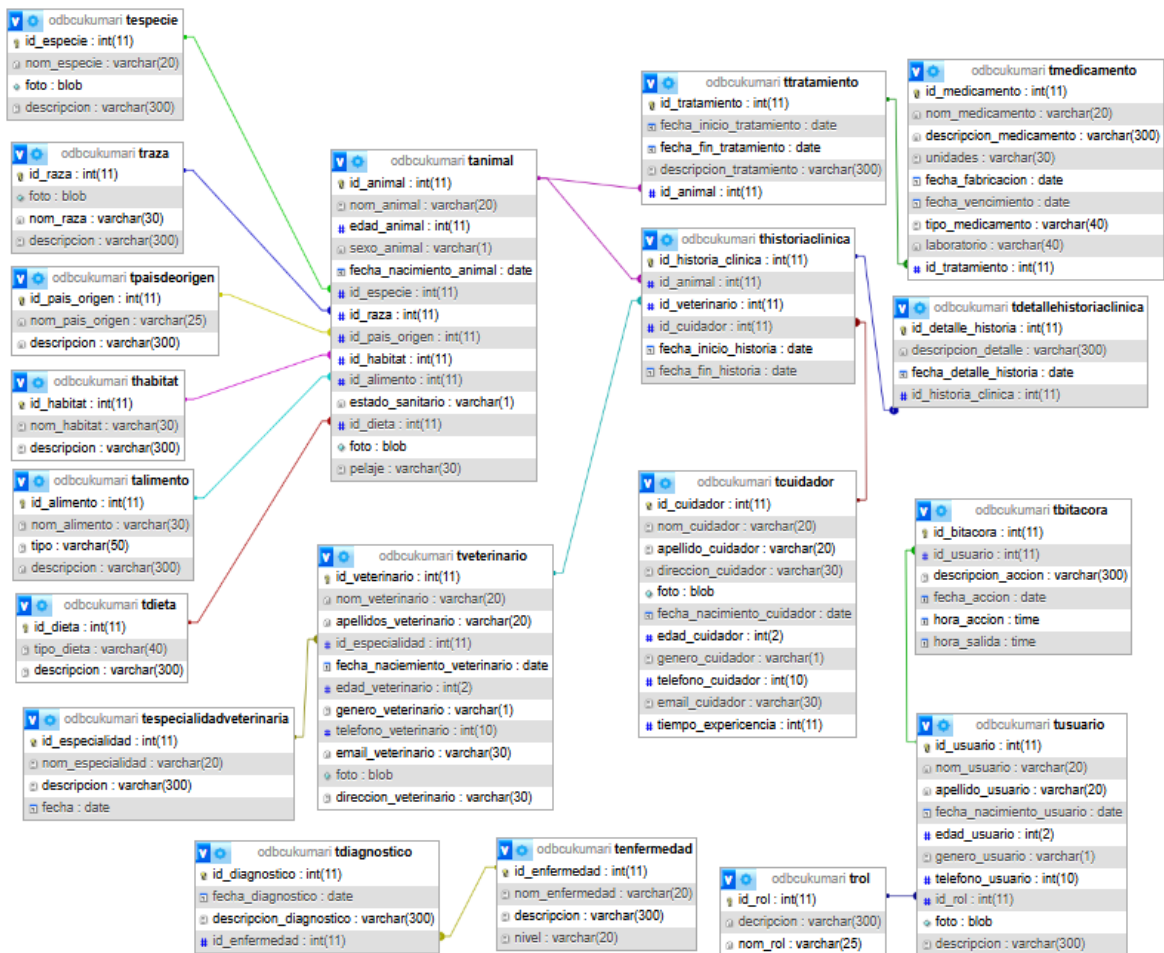 odbcukumari tespecie
id_especie : int(11)
nom_especie : varchar(20)
foto : blob
descripcion : varchar(300)
odbcukumari traza
id_raza : int(11)
foto : blob
nom_raza : varchar(30)
descripcion : varchar(300)
odbcukumari tpaisdeorigen
id_pais_origen : int(11)
nom_pais_origen : varchar(25)
descripcion : varchar(300)
odbcukumari thabitat
id_habitat : int(11)
nom_habitat : varchar(30)
descripcion : varchar(300)
odbcukumari talimento
id_alimento : int(11)
nom_alimento : varchar(30)
tipo : varchar(50)
descripcion : varchar(300)
odbcukumari tdieta
id_dieta : int(11)
tipo_dieta : varchar(40)
descripcion : varchar(300)
odbcukumari tespecialidadveterinaria
id_especialidad : int(11)
nom_especialidad : varchar(20)
descripcion : varchar(300)
fecha : date
odbcukumari tanimal
id_animal : int(11)
nom_animal : varchar(20)
edad_animal : int(11)
sexo_animal : varchar(1)
fecha_nacimiento_animal : date
id_especie : int(11)
id_raza : int(11)
id_pais_origen : int(11)
id_habitat : int(11)
id_alimento : int(11)
estado_sanitario : varchar(1)
id_dieta : int(11)
foto : blob
pelaje : varchar(30)
odbcukumari tveterinario
id_veterinario : int(11)
nom_veterinario : varchar(20)
apellidos_veterinario : varchar(20)
id_especialidad : int(11)
fecha_naciemiento_veterinario : date
edad_veterinario : int(2)
genero_veterinario : varchar(1)
telefono_veterinario : int(10)
email_veterinario : varchar(30)
foto : blob
direccion_veterinario : varchar(30)
odbcukumari tdiagnostico
id_diagnostico : int(11)
fecha_diagnostico : date
descripcion_diagnostico : varchar(300)
id_enfermedad : int(11)
odbcukumari tenfermedad
id_enfermedad : int(11)
nom_enfermedad : varchar(20)
descripcion : varchar(300)
nivel : varchar(20)
odbcukumari ttratamiento
id_tratamiento : int(11)
fecha_inicio_tratamiento : date
fecha_fin_tratamiento : date
descripcion_tratamiento : varchar(300)
id_animal : int(11)
odbcukumari thistoriaclinica
id_historia_clinica : int(11)
id_animal : int(11)
id_veterinario : int(11)
id_cuidador : int(11)
fecha_inicio_historia : date
fecha_fin_historia : date
odbcukumari tcuidador
id_cuidador : int(11)
nom_cuidador : varchar(20)
apellido_cuidador : varchar(20)
direccion_cuidador : varchar(30)
foto : blob
fecha_nacimiento_cuidador : date
edad_cuidador : int(2)
genero_cuidador : varchar(1)
telefono_cuidador : int(10)
email_cuidador : varchar(30)
tiempo_expericencia : int(11)
odbcukumari tmedicamento
id_medicamento : int(11)
nom_medicamento : varchar(20)
descripcion_medicamento : varchar(300)
unidades : varchar(30)
fecha_fabricacion : date
fecha_vencimiento : date
tipo_medicamento : varchar(40)
laboratorio : varchar(40)
id_tratamiento : int(11)
odbcukumari tdetallehistoriaclinica
id_detalle_historia : int(11)
descripcion_detalle : varchar(300)
fecha_detalle_historia : date
id_historia_clinica : int(11)
odbcukumari tbitacora
id_bitacora : int(11)
id_usuario : int(11)
descripcion_accion : varchar(300)
fecha_accion : date
hora_accion : time
hora_salida : time
odbcukumari tusuario
id_usuario : int(11)
nom_usuario : varchar(20)
apellido_usuario : varchar(20)
fecha_nacimiento_usuario : date
edad_usuario : int(2)
genero_usuario : varchar(1)
telefono_usuario : int(10)
id_rol : int(11)
foto : blob
descripcion : varchar(300)
odbcukumari trol
id_rol : int(11)
decripcion : varchar(300)
nom_rol : varchar(25)